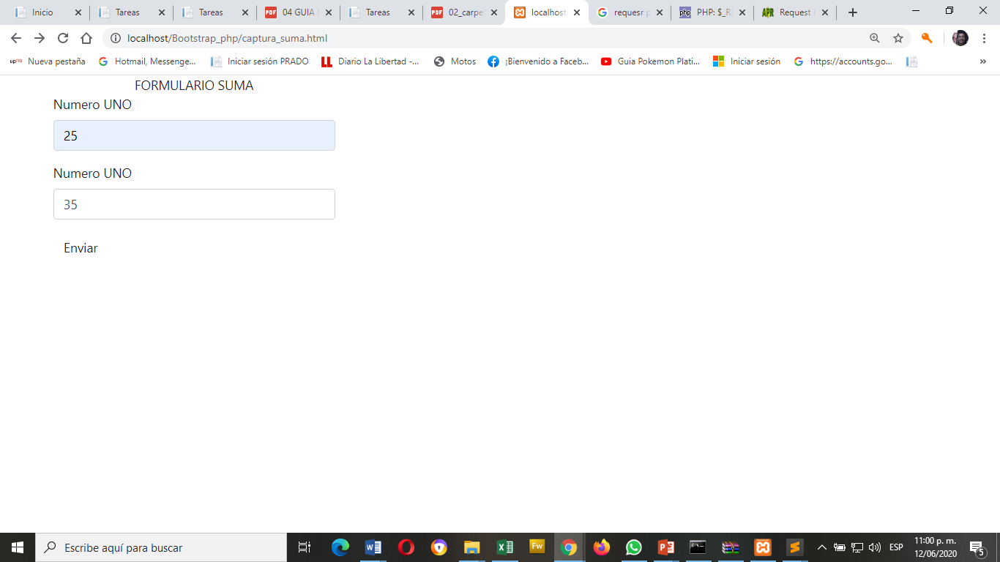 Inicio
Tareas
Tareas
04 GUIA
Tareas
02_carpe
localhost
requesr p
PHP: $_R
Request
localhost/Bootstrap_php/captura_suma.html
Nueva pestaña
Hotmail, Messenge...
Iniciar sesión PRADO
Diario La Libertad -...
Motos
¡Bienvenido a Faceb...
Guia Pokemon Plati...
Iniciar sesión
https://accounts.go...
»
FORMULARIO SUMA
Numero UNO
25
Numero UNO
35
Enviar
Escribe aquí para buscar
ESP
11:00 p. m.
12/06/2020
5